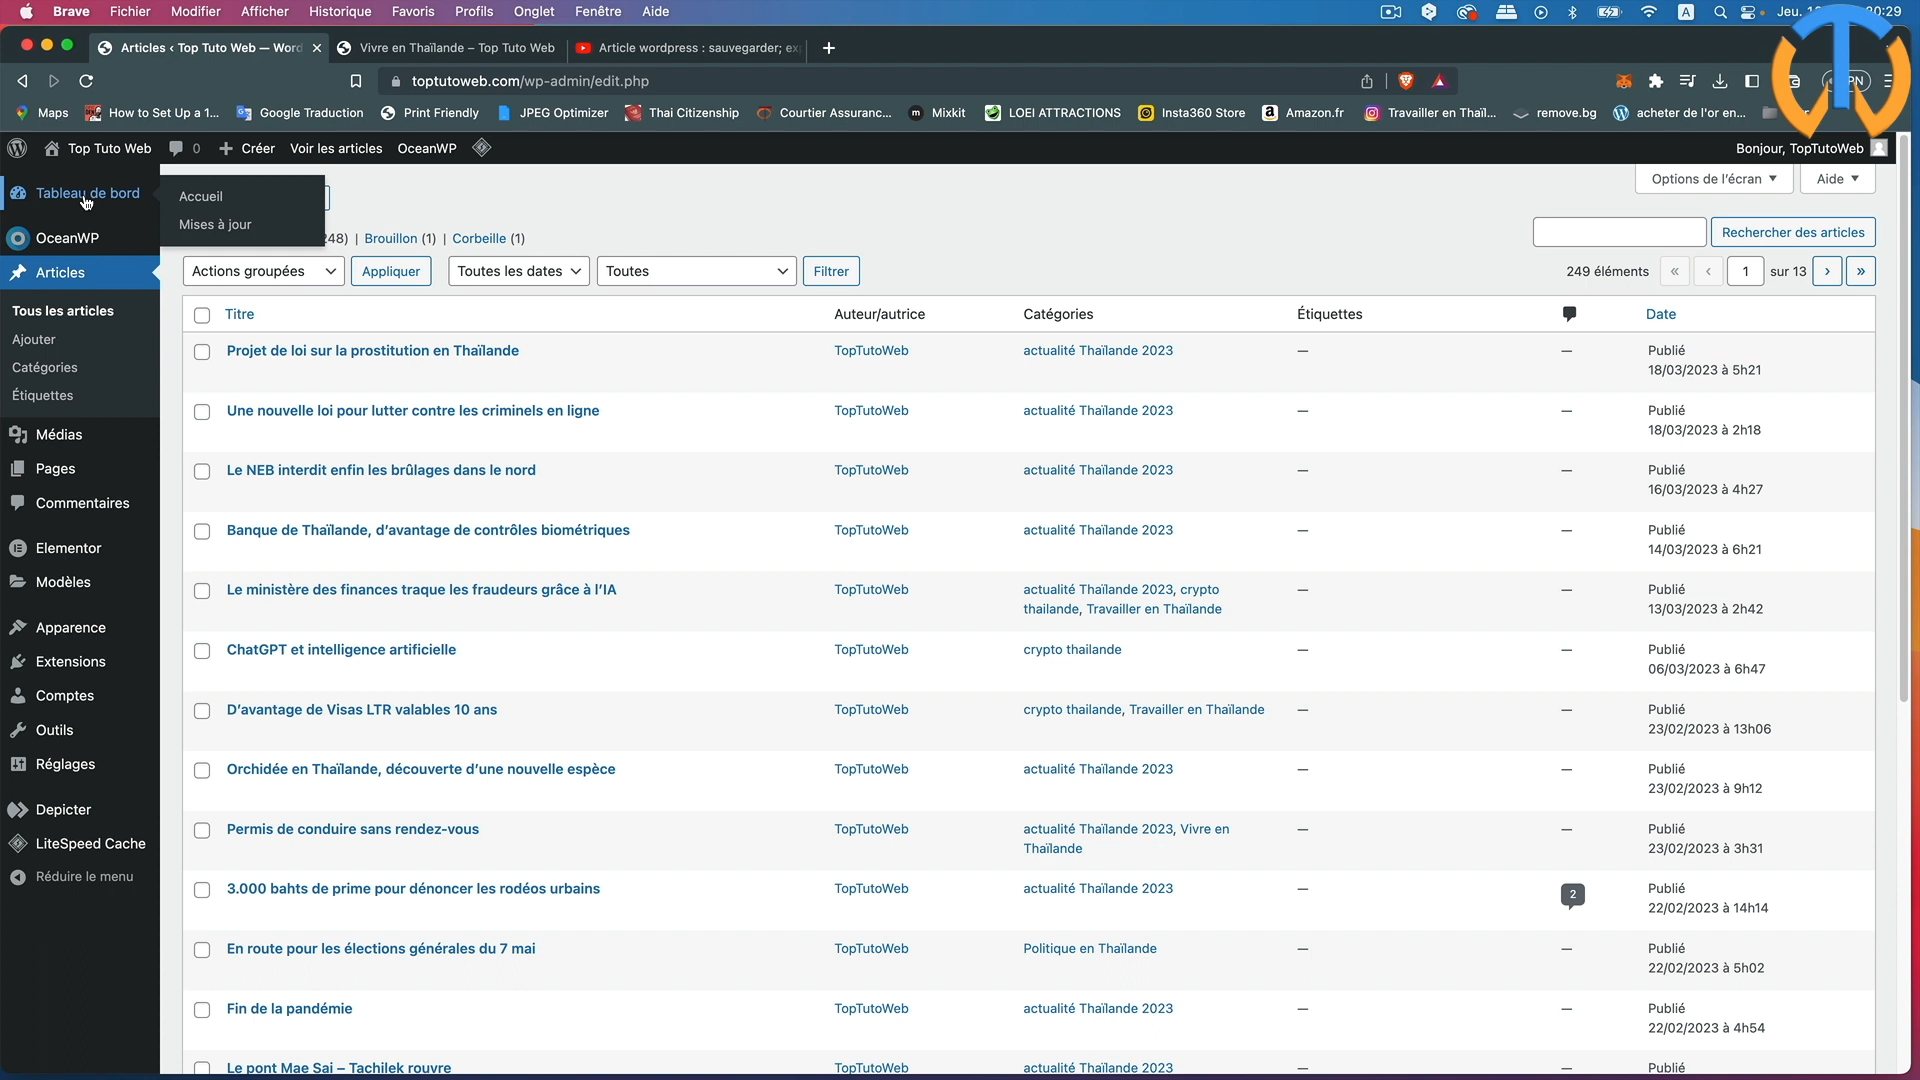 Brave Fichier Modifier Afficher Historique Favoris Profils Onglet Fenêtre Aide A Jeu. :29
Articles ‹ Top Tuto Web — Word Vivre en Thaïlande – Top Tuto Web Article wordpress : sauvegarder; ex
toptutoweb.com/wp-admin/edit.php
Maps How to Set Up a 1... Google Traduction Print Friendly JPEG Optimizer Thai Citizenship Courtier Assuranc... Mixkit LOEI ATTRACTIONS Insta360 Store Amazon.fr Travailler en Thaïl... remove.bg acheter de l'or en...
Top Tuto Web 0 Créer Voir les articles OceanWP Bonjour, TopTutoWeb
Tableau de bord
Accueil
Mises à jour
Options de l'écran Aide
OceanWP
248) | Brouillon (1) | Corbeille (1)
Rechercher des articles
Articles
Actions groupées Appliquer Toutes les dates Toutes Filtrer 249 éléments « ‹ 1 sur 13 › »
Tous les articles
Ajouter
Catégories
Étiquettes
Médias
Pages
Commentaires
Elementor
Modèles
Apparence
Extensions
Comptes
Outils
Réglages
Depicter
LiteSpeed Cache
Réduire le menu
Titre Auteur/autrice Catégories Étiquettes Date
Projet de loi sur la prostitution en Thaïlande TopTutoWeb actualité Thaïlande 2023 — — Publié
18/03/2023 à 5h21
Une nouvelle loi pour lutter contre les criminels en ligne TopTutoWeb actualité Thaïlande 2023 — — Publié
18/03/2023 à 2h18
Le NEB interdit enfin les brûlages dans le nord TopTutoWeb actualité Thaïlande 2023 — — Publié
16/03/2023 à 4h27
Banque de Thaïlande, d'avantage de contrôles biométriques TopTutoWeb actualité Thaïlande 2023 — — Publié
14/03/2023 à 6h21
Le ministère des finances traque les fraudeurs grâce à l'IA TopTutoWeb actualité Thaïlande 2023, crypto — — Publié
thailande, Travailler en Thaïlande 13/03/2023 à 2h42
ChatGPT et intelligence artificielle TopTutoWeb crypto thailande — — Publié
06/03/2023 à 6h47
D'avantage de Visas LTR valables 10 ans TopTutoWeb crypto thailande, Travailler en Thaïlande — — Publié
23/02/2023 à 13h06
Orchidée en Thaïlande, découverte d'une nouvelle espèce TopTutoWeb actualité Thaïlande 2023 — — Publié
23/02/2023 à 9h12
Permis de conduire sans rendez-vous TopTutoWeb actualité Thaïlande 2023, Vivre en — — Publié
Thaïlande 23/02/2023 à 3h31
3.000 bahts de prime pour dénoncer les rodéos urbains TopTutoWeb actualité Thaïlande 2023 — 2 Publié
22/02/2023 à 14h14
En route pour les élections générales du 7 mai TopTutoWeb Politique en Thaïlande — — Publié
22/02/2023 à 5h02
Fin de la pandémie TopTutoWeb actualité Thaïlande 2023 — — Publié
22/02/2023 à 4h54
Le pont Mae Sai – Tachilek rouvre TopTutoWeb actualité Thaïlande 2023 — — Publié